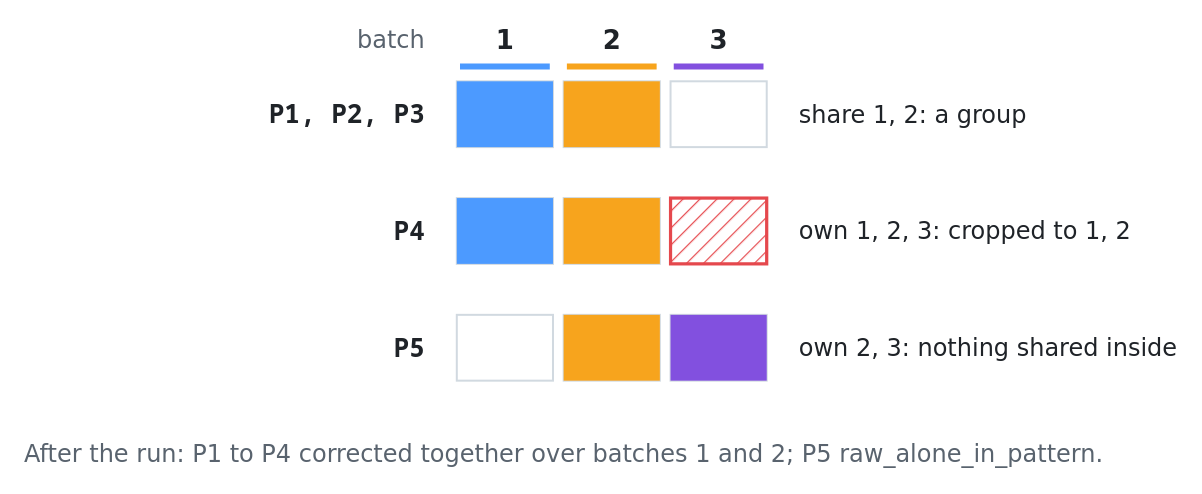 batch 1 2 3
P1, P2, P3 share 1, 2: a group
P4 own 1, 2, 3: cropped to 1, 2
P5 own 2, 3: nothing shared inside
After the run: P1 to P4 corrected together over batches 1 and 2; P5 raw_alone_in_pattern.